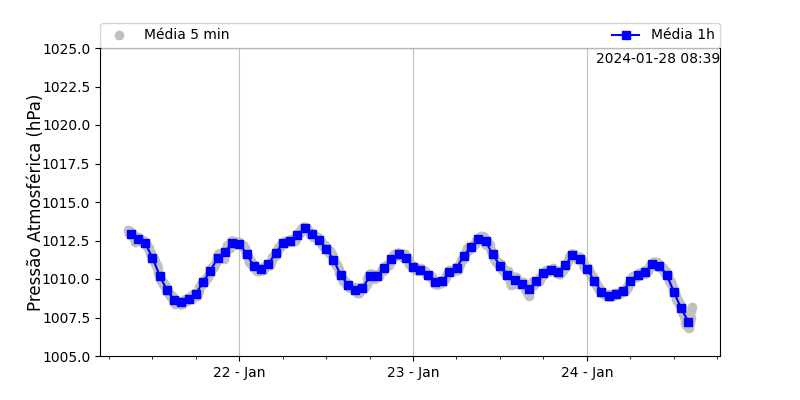 Média 5 min
Média 1h
2024-01-28 08:39
Pressão Atmosférica (hPa)
1025.0
1022.5
1020.0
1017.5
1015.0
1012.5
1010.0
1007.5
1005.0
22 - Jan
23 - Jan
24 - Jan